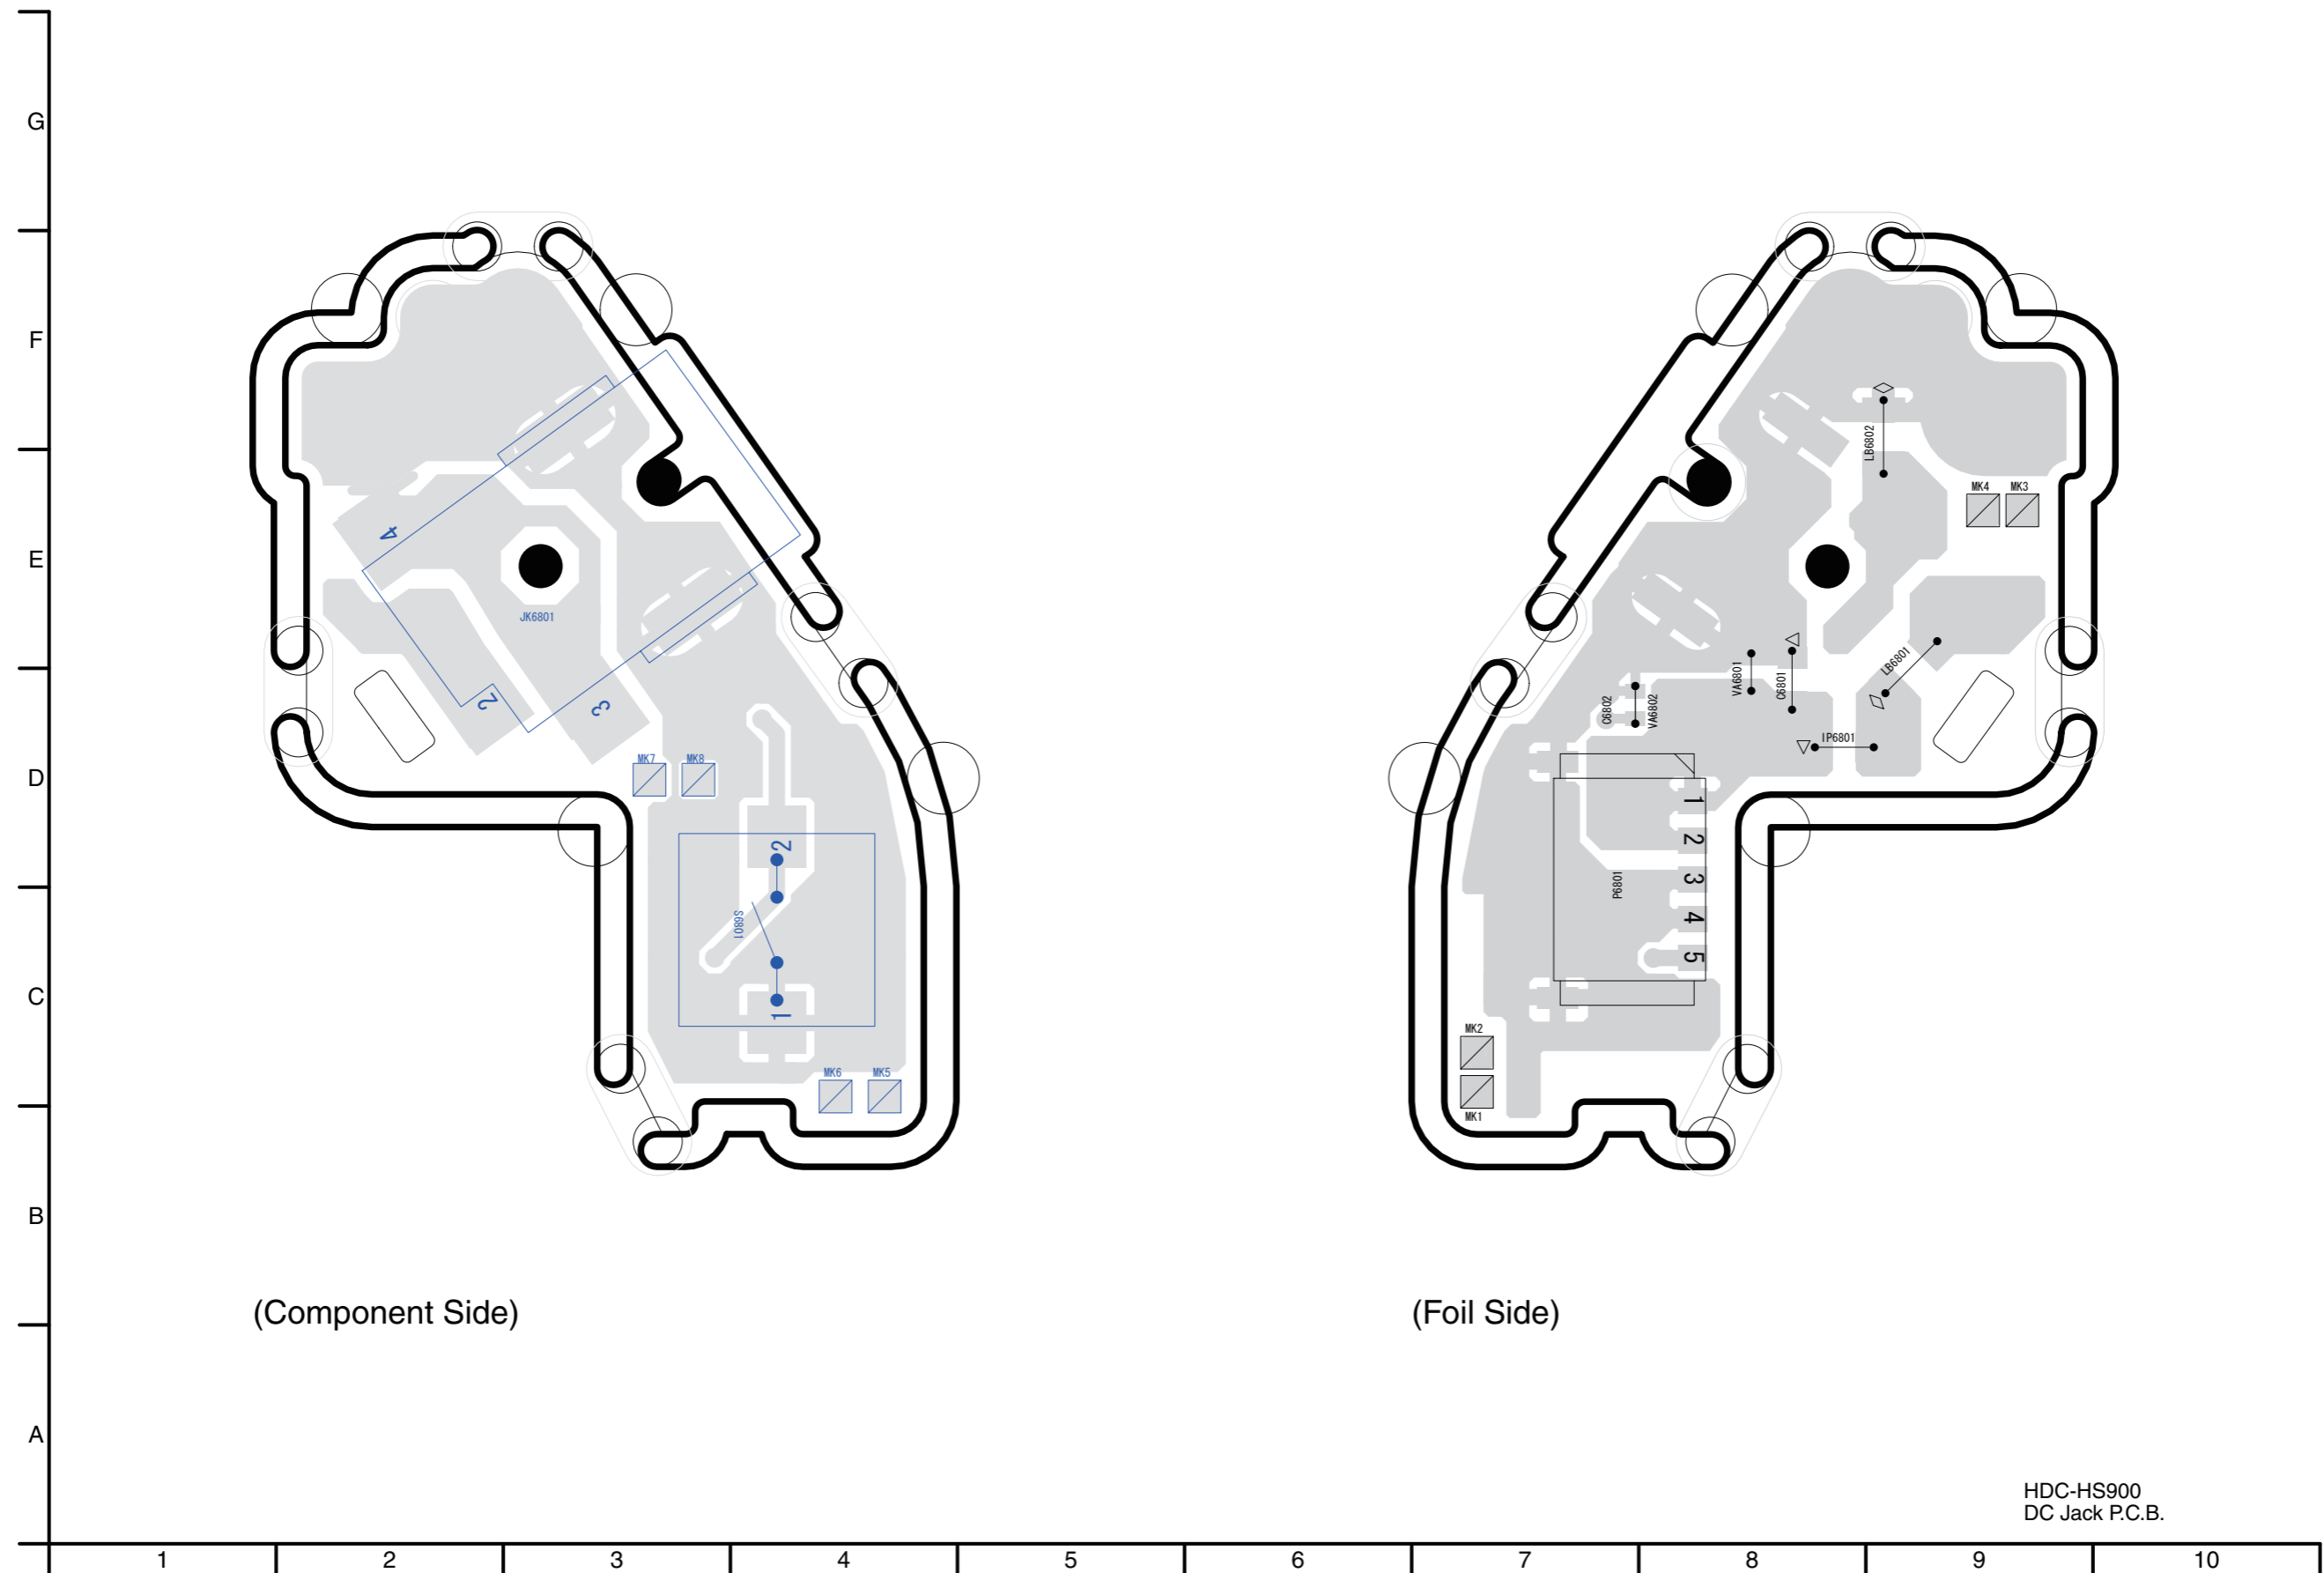 G
F
LB6802
MK4 MK3
4
E
JK6801
LB6801
VA6801
C6801
2
3
C6802
VA6802
IP6801
MK7 MK8
D
1
2
2
3
P6801
S6801
4
5
C
1
MK2
MK6 MK5
MK1
B
(Component Side)
(Foil Side)
A
HDC-HS900
DC Jack P.C.B.
1 2 3 4 5 6 7 8 9 10